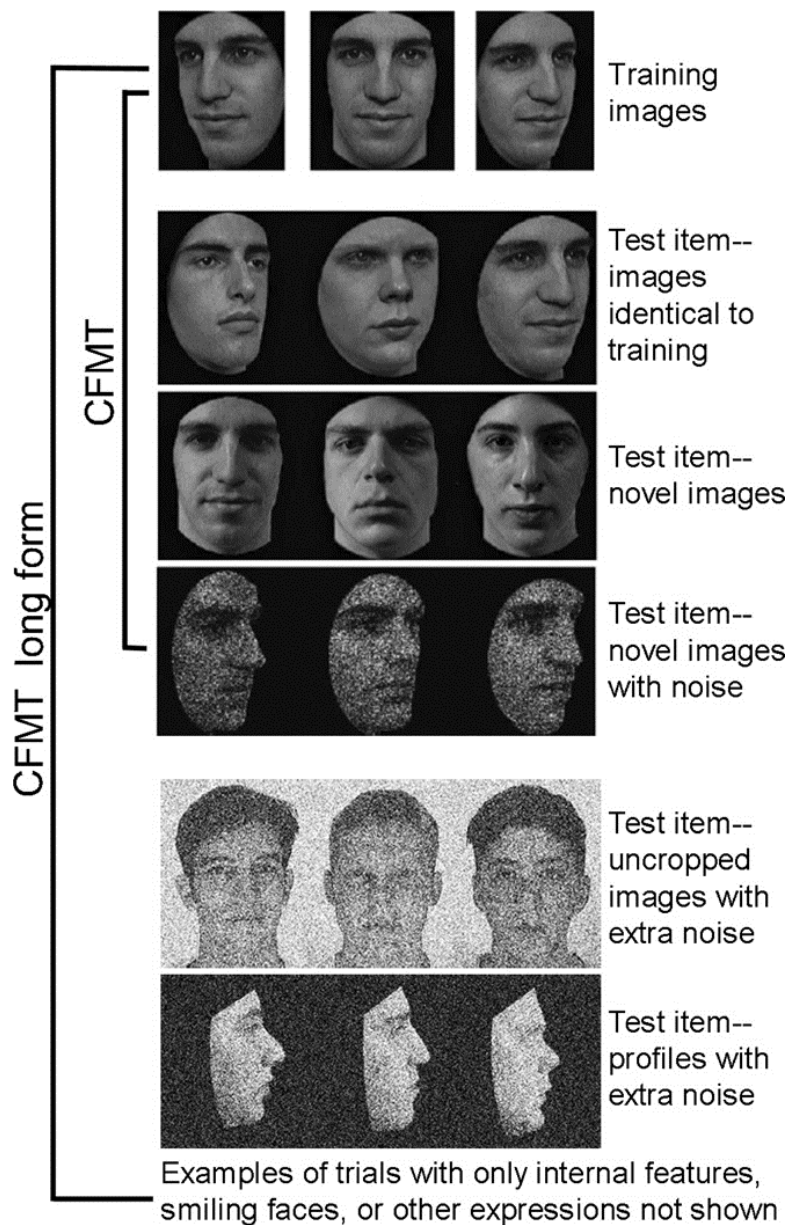 Training
images
Test item--
images
identical to
training
CFMT
Test item--
novel images
CFMT long form
Test item--
novel images
with noise
Test item--
uncropped
images with
extra noise
Test item--
profiles with
extra noise
Examples of trials with only internal features,
smiling faces, or other expressions not shown